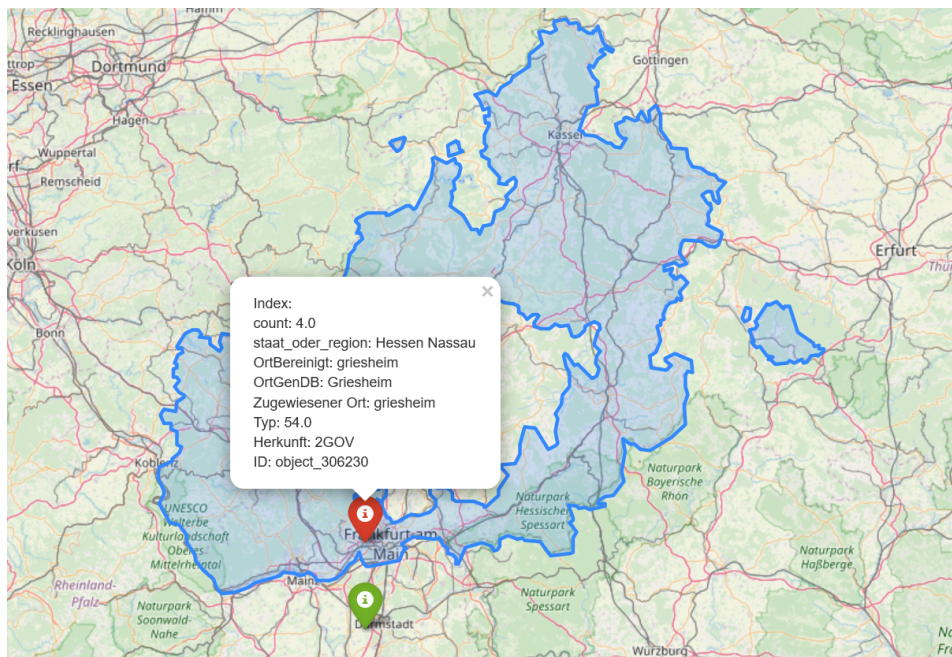 Hamm
Recklinghausen
Göttingen
Dortmund
Essen
Hagen
Kassel
Wuppertal
Remscheid
Erfurt
Köln
Bonn
Index:
count: 4.0
staat_oder_region: Hessen Nassau
OrtBereinigt: griesheim
OrtGenDB: Griesheim
Zugewiesener Ort: griesheim
Typ: 54.0
Herkunft: 2GOV
ID: object_306230
×
Koblenz
Naturpark
Bayerische
Rhön
Naturpark
Hessischer
Spessart
UNESCO
Welterbe
Kulturlandschaft
Oberes
Mittelrheintal
Frankfurt am
Main
Mainz
Naturpark
Haßberge
Rheinland-
Pfalz
Naturpark
Soonwald-
Nahe
Naturpark
Spessart
Darmstadt
Würzburg